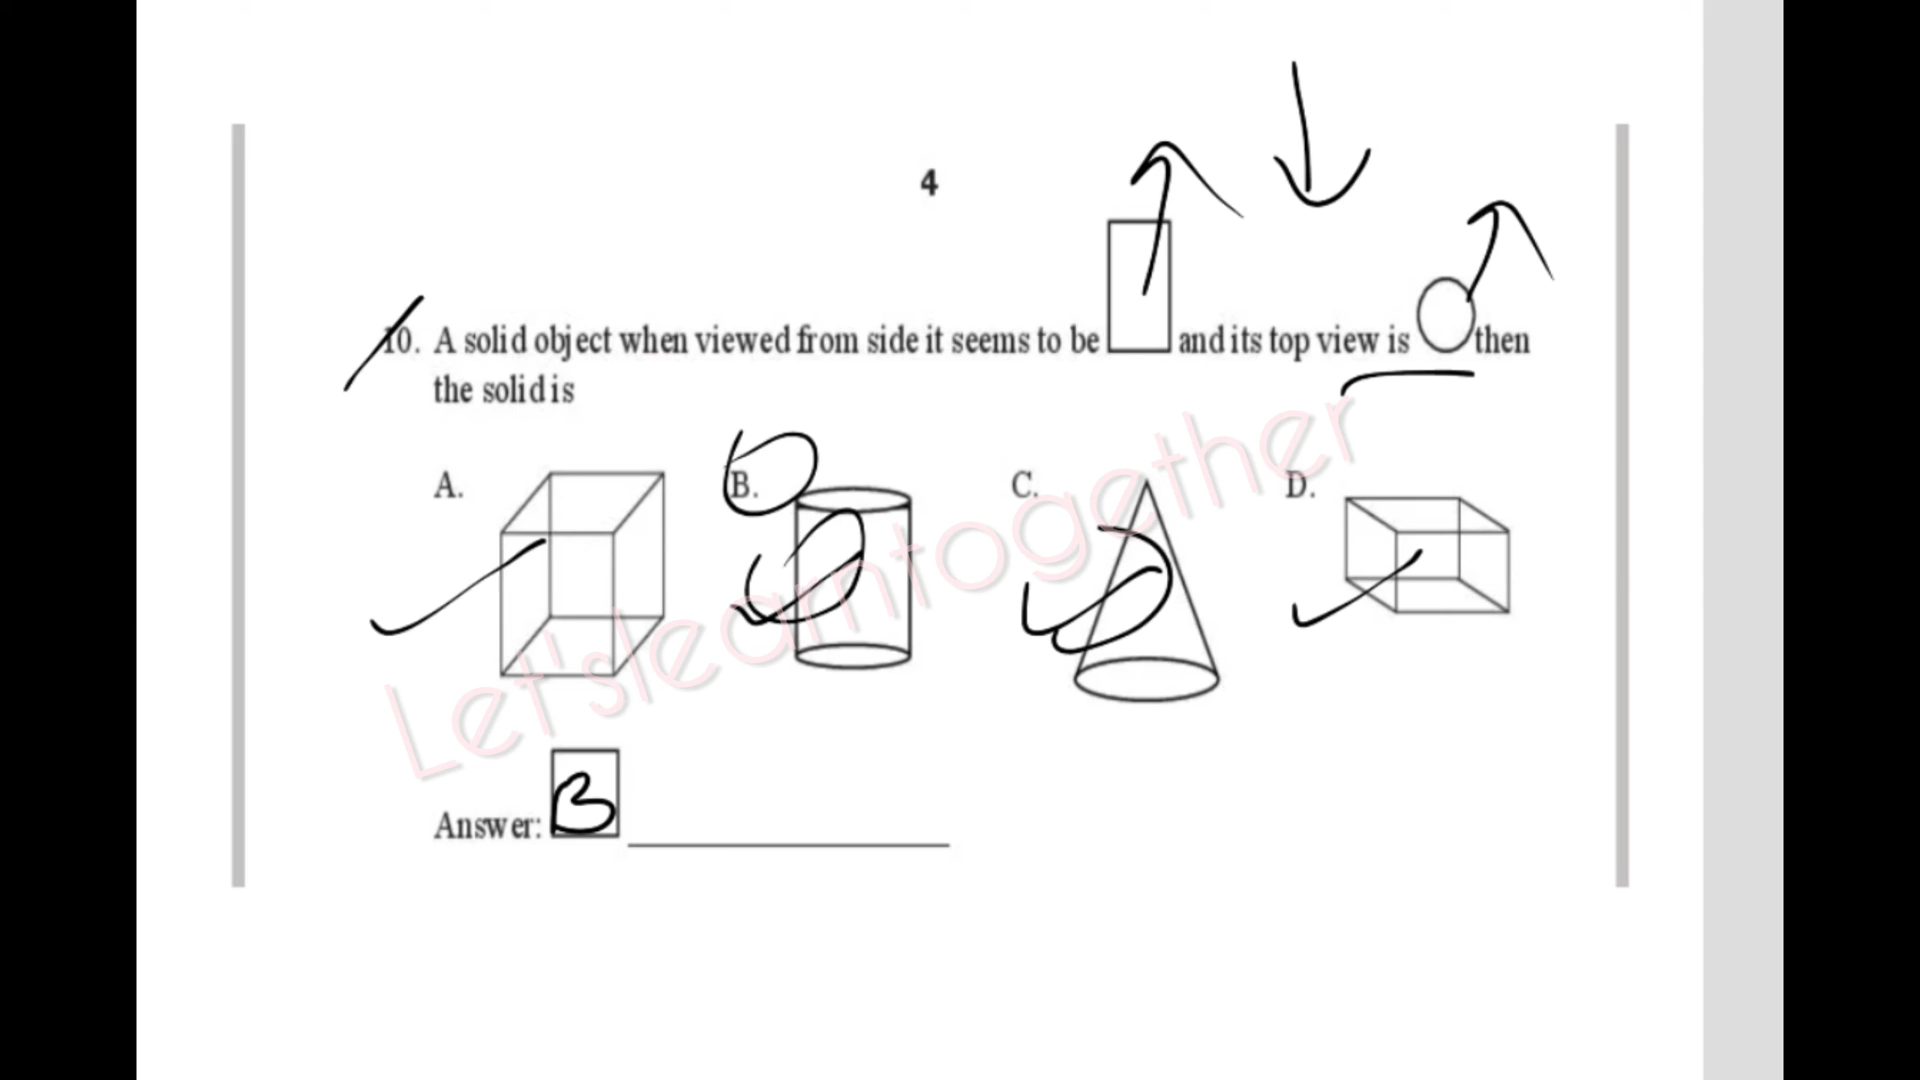 4
10. A solid object when viewed from side it seems to be and its top view is then
the solid is
A. B. C. D.
Let'slearntogether
Answer: B